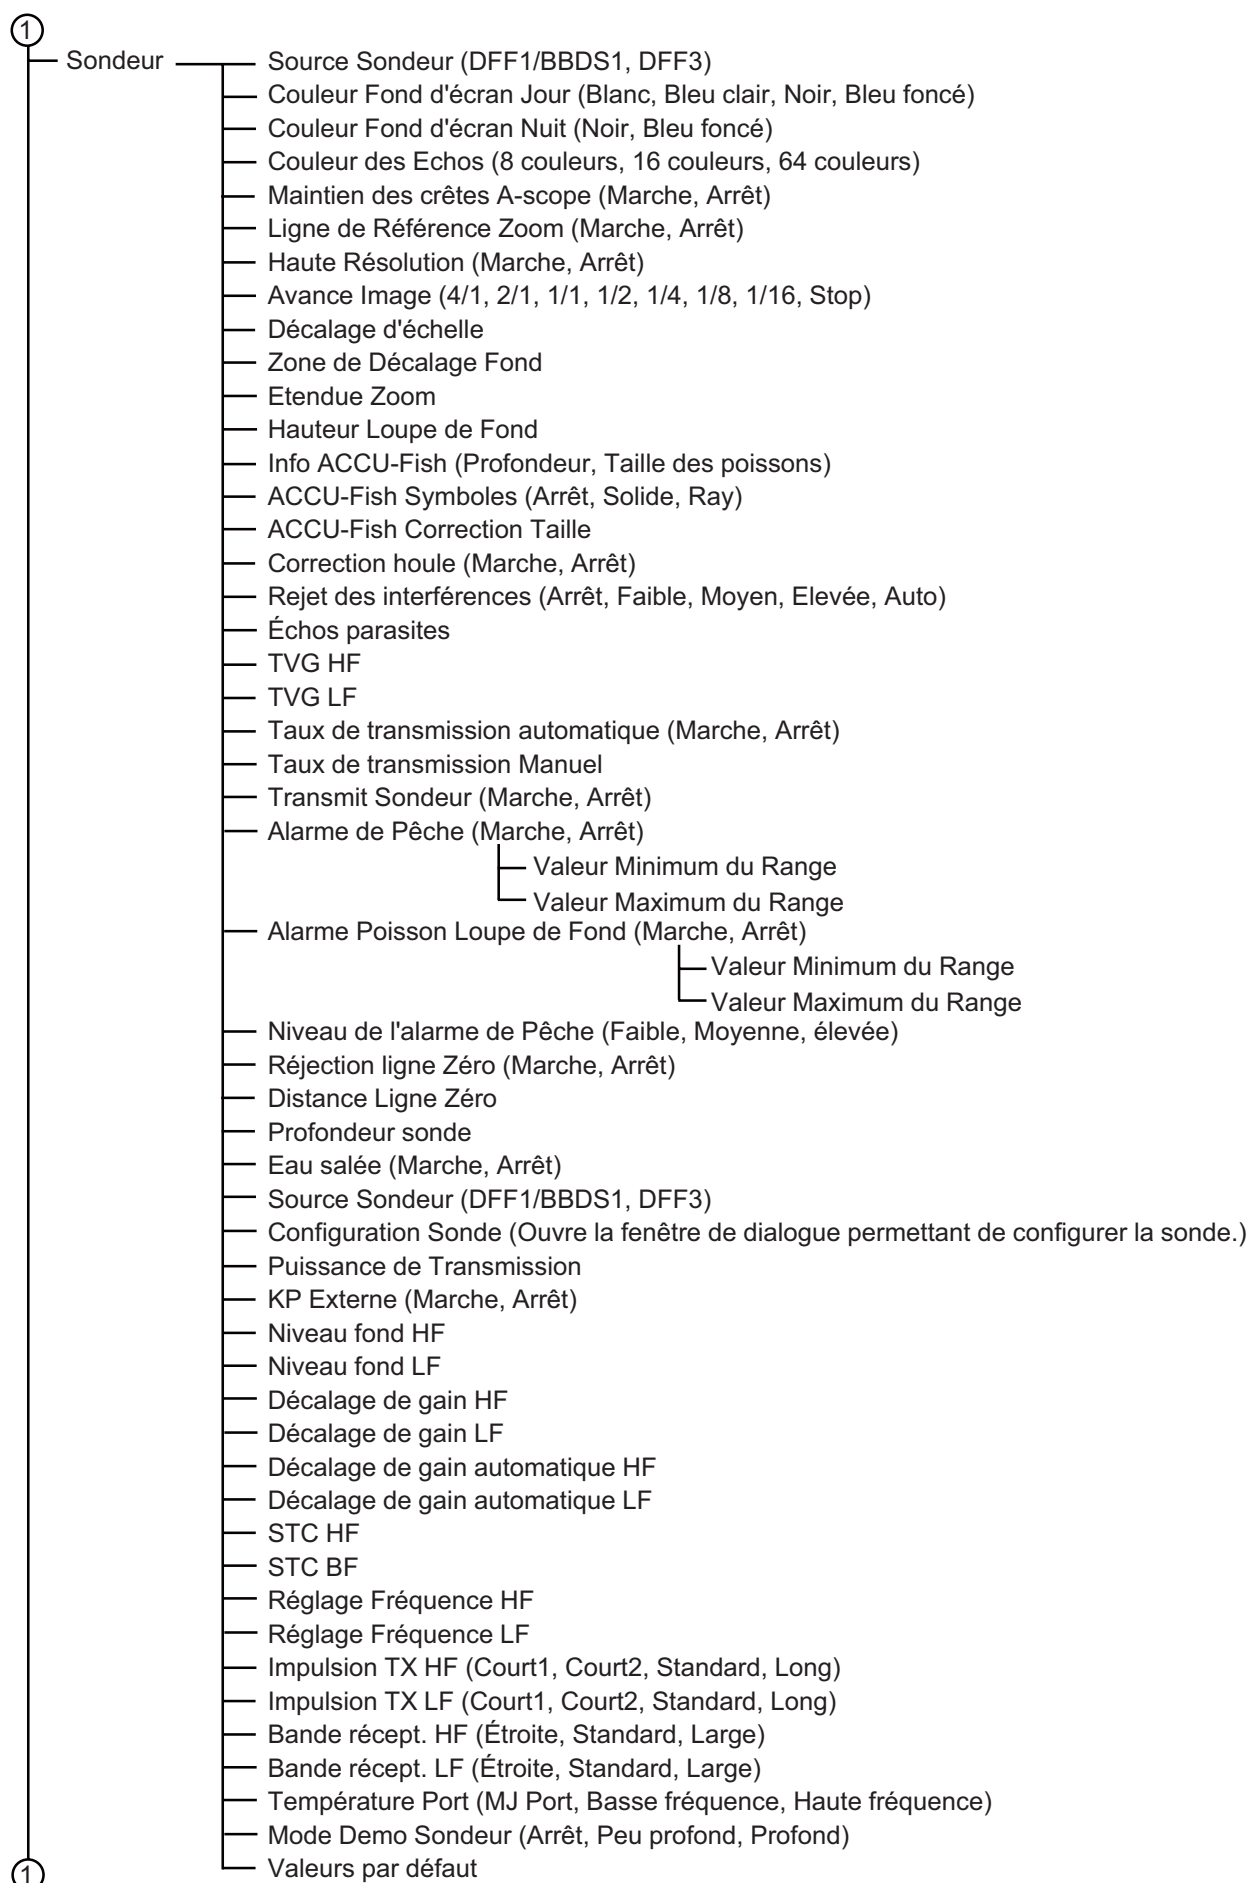 1
Sondeur
Source Sondeur (DFF1/BBDS1, DFF3)
Couleur Fond d'écran Jour (Blanc, Bleu clair, Noir, Bleu foncé)
Couleur Fond d'écran Nuit (Noir, Bleu foncé)
Couleur des Echos (8 couleurs, 16 couleurs, 64 couleurs)
Maintien des crêtes A-scope (Marche, Arrêt)
Ligne de Référence Zoom (Marche, Arrêt)
Haute Résolution (Marche, Arrêt)
Avance Image (4/1, 2/1, 1/1, 1/2, 1/4, 1/8, 1/16, Stop)
Décalage d'échelle
Zone de Décalage Fond
Etendue Zoom
Hauteur Loupe de Fond
Info ACCU-Fish (Profondeur, Taille des poissons)
ACCU-Fish Symboles (Arrêt, Solide, Ray)
ACCU-Fish Correction Taille
Correction houle (Marche, Arrêt)
Rejet des interférences (Arrêt, Faible, Moyen, Elevée, Auto)
Échos parasites
TVG HF
TVG LF
Taux de transmission automatique (Marche, Arrêt)
Taux de transmission Manuel
Transmit Sondeur (Marche, Arrêt)
Alarme de Pêche (Marche, Arrêt)
Valeur Minimum du Range
Valeur Maximum du Range
Alarme Poisson Loupe de Fond (Marche, Arrêt)
Valeur Minimum du Range
Valeur Maximum du Range
Niveau de l'alarme de Pêche (Faible, Moyenne, élevée)
Réjection ligne Zéro (Marche, Arrêt)
Distance Ligne Zéro
Profondeur sonde
Eau salée (Marche, Arrêt)
Source Sondeur (DFF1/BBDS1, DFF3)
Configuration Sonde (Ouvre la fenêtre de dialogue permettant de configurer la sonde.)
Puissance de Transmission
KP Externe (Marche, Arrêt)
Niveau fond HF
Niveau fond LF
Décalage de gain HF
Décalage de gain LF
Décalage de gain automatique HF
Décalage de gain automatique LF
STC HF
STC BF
Réglage Fréquence HF
Réglage Fréquence LF
Impulsion TX HF (Court1, Court2, Standard, Long)
Impulsion TX LF (Court1, Court2, Standard, Long)
Bande récept. HF (Étroite, Standard, Large)
Bande récept. LF (Étroite, Standard, Large)
Température Port (MJ Port, Basse fréquence, Haute fréquence)
Mode Demo Sondeur (Arrêt, Peu profond, Profond)
Valeurs par défaut
1